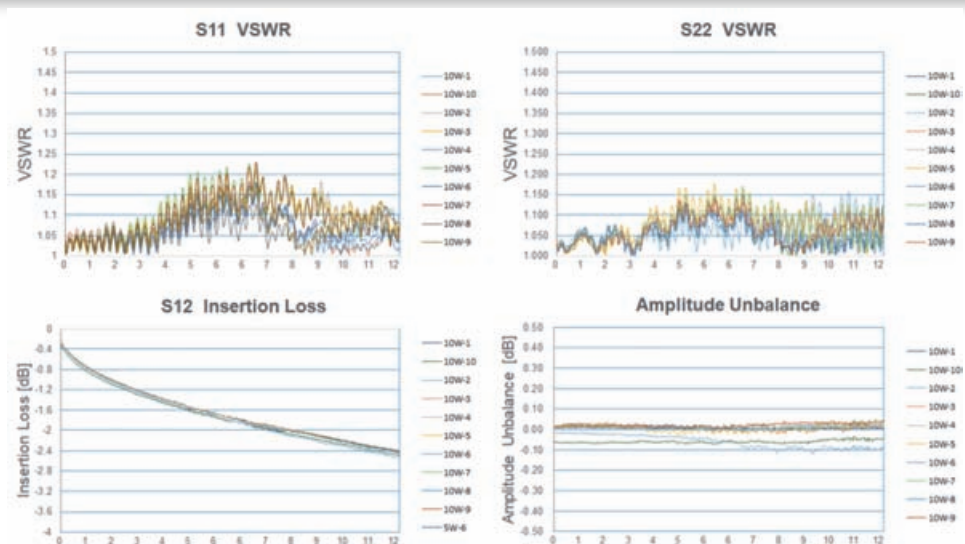 S11 VSWR
VSWR
1.5
1.45
1.4
1.35
1.3
1.25
1.2
1.15
1.1
1.05
1
0 1 2 3 4 5 6 7 8 9 10 11 12
10W-1
10W-10
10W-2
10W-3
10W-4
10W-5
10W-6
10W-7
10W-8
10W-9
S22 VSWR
VSWR
1.500
1.450
1.400
1.350
1.300
1.250
1.200
1.150
1.100
1.050
1.000
0 1 2 3 4 5 6 7 8 9 10 11 12
10W-1
10W-10
10W-2
10W-3
10W-4
10W-5
10W-6
10W-7
10W-8
10W-9
S12 Insertion Loss
Insertion Loss [dB]
0
-0.4
-0.8
-1.2
-1.6
-2
-2.4
-2.8
-3.2
-3.6
-4
0 1 2 3 4 5 6 7 8 9 10 11 12
10W-1
10W-10
10W-2
10W-3
10W-4
10W-5
10W-6
10W-7
10W-8
10W-9
5W-6
Amplitude Unbalance
Amplitude Unbalance [dB]
0.50
0.40
0.30
0.20
0.10
0.00
-0.10
-0.20
-0.30
-0.40
-0.50
0 1 2 3 4 5 6 7 8 9 10 11 12
10W-1
10W-10
10W-2
10W-3
10W-4
10W-5
10W-6
10W-7
10W-8
10W-9